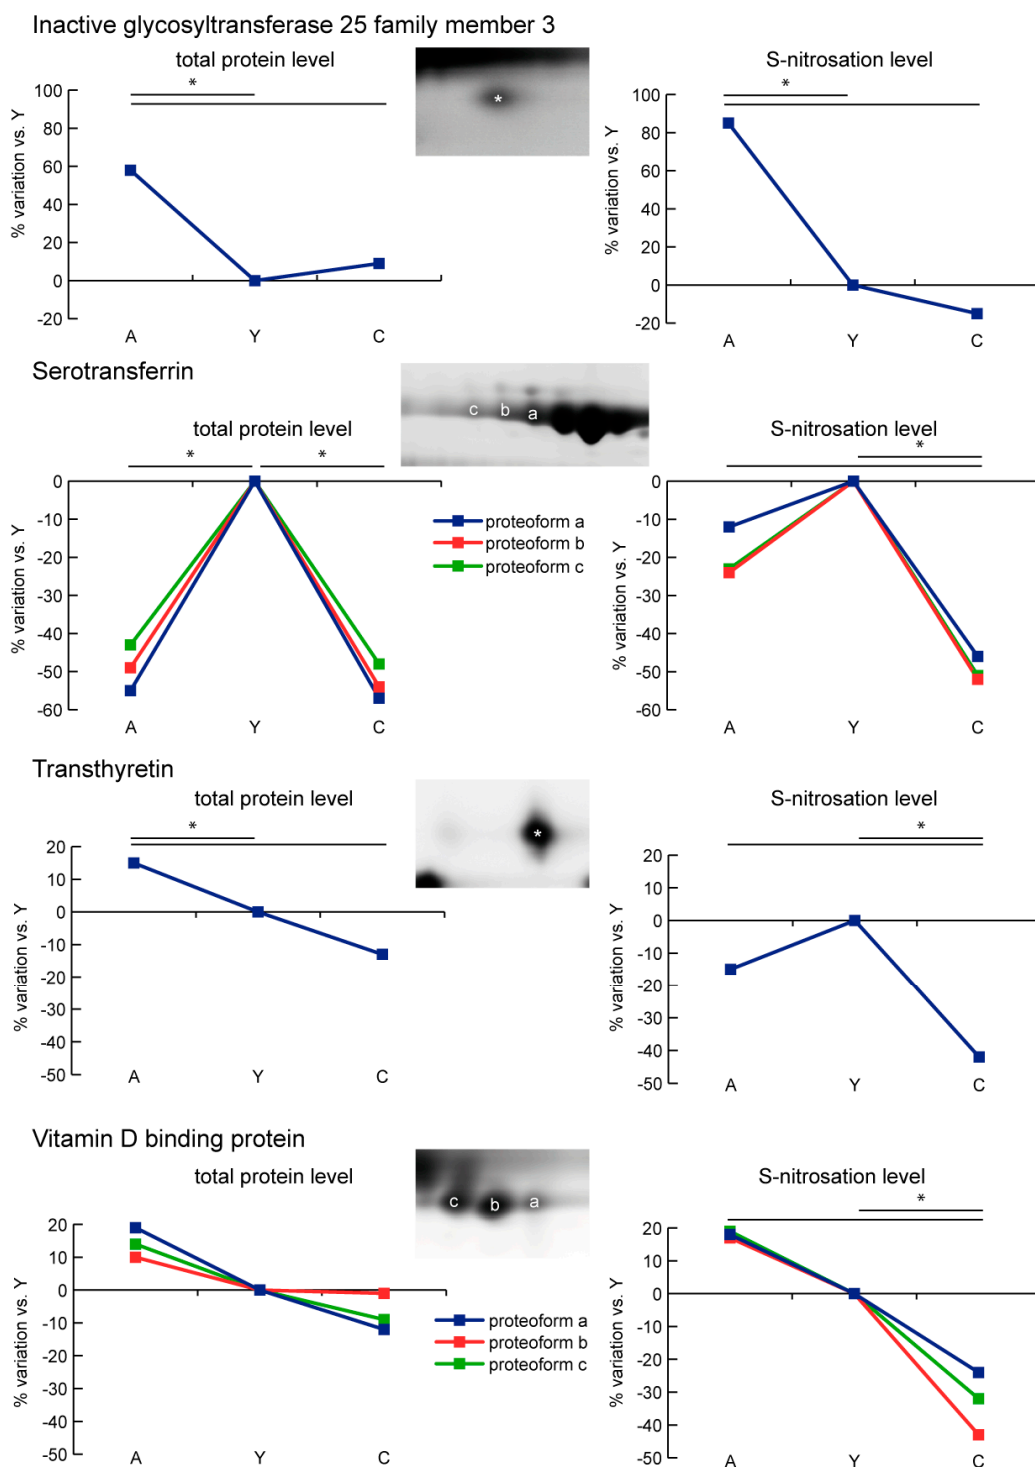 Inactive glycosyltransferase 25 family member 3
total protein level
S-nitrosation level
*
*
*
% variation vs. Y
100
80
60
40
20
0
-20
A
Y
C
% variation vs. Y
100
80
60
40
20
0
-20
A
Y
C
Serotransferrin
c
b
a
total protein level
S-nitrosation level
*
*
*
% variation vs. Y
0
-10
-20
-30
-40
-50
-60
A
Y
C
proteoform a
proteoform b
proteoform c
% variation vs. Y
0
-10
-20
-30
-40
-50
-60
A
Y
C
Transthyretin
total protein level
S-nitrosation level
*
*
*
% variation vs. Y
20
10
0
-10
-20
-30
-40
-50
A
Y
C
% variation vs. Y
20
10
0
-10
-20
-30
-40
-50
A
Y
C
Vitamin D binding protein
total protein level
S-nitrosation level
c
b
a
*
% variation vs. Y
20
10
0
-10
-20
-30
-40
-50
A
Y
C
proteoform a
proteoform b
proteoform c
% variation vs. Y
20
10
0
-10
-20
-30
-40
-50
A
Y
C